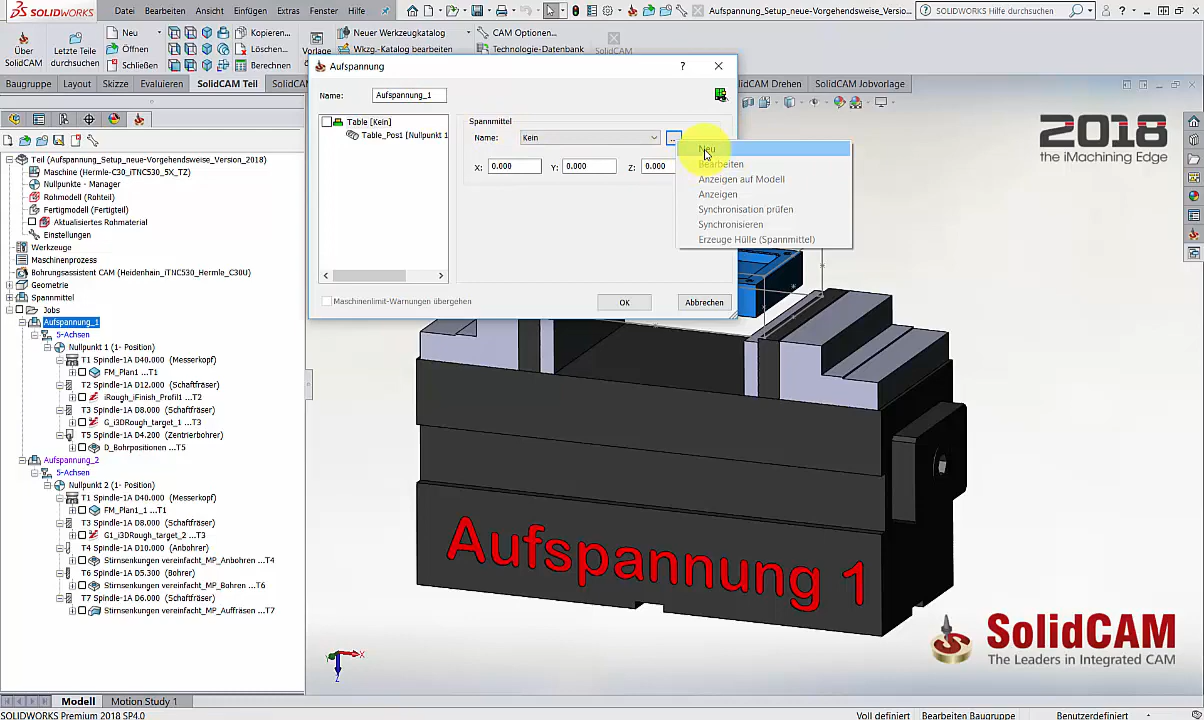 SOLIDWORKS
Datei Bearbeiten Ansicht Einfügen Extras Fenster Hilfe
Aufspannung_Setup_neue-Vorgehendsweise_Versio...
SOLIDWORKS Hilfe durchsuchen
Über SolidCAM
Letzte Teile durchsuchen
Neu
Öffnen
Schließen
Kopieren...
Löschen...
Berechnen
Vorlage
Neuer Werkzeugkatalog
Wkzg.-Katalog bearbeiten
CAM Optionen...
Technologie-Datenbank
SolidCAM
Baugruppe Layout Skizze Evaluieren SolidCAM Teil SolidCAM Drehen SolidCAM Jobvorlage
Aufspannung
?
Name: Aufspannung_1
Table [Kein]
Table_Pos1 [Nullpunkt 1
Spannmittel
Name: Kein ...
X: 0.000 Y: 0.000 Z: 0.000
Neu
Bearbeiten
Anzeigen auf Modell
Anzeigen
Synchronisation prüfen
Synchronisieren
Erzeuge Hülle (Spannmittel)
Maschinenlimit-Warnungen übergehen
OK
Abbrechen
Teil (Aufspannung_Setup_neue-Vorgehendsweise_Version_2018)
Maschine (Hermle-C30_iTNC530_5X_TZ)
Nullpunkte - Manager
Rohmodell (Rohteil)
Fertigmodell (Fertigteil)
Aktualisiertes Rohmaterial
Einstellungen
Werkzeuge
Maschinenprozess
Bohrungsassistent CAM (Heidenhain_iTNC530_Hermle_C30U)
Geometrie
Spannmittel
Jobs
Aufspannung_1
5-Achsen
Nullpunkt 1 (1- Position)
T1 Spindle-1A D40.000 (Messerkopf)
FM_Plan1 ...T1
T2 Spindle-1A D12.000 (Schaftfräser)
iRough_iFinish_Profil1 ...T2
T3 Spindle-1A D8.000 (Schaftfräser)
G_i3DRough_target_1 ...T3
T5 Spindle-1A D4.200 (Zentrierbohrer)
D_Bohrpositionen ...T5
Aufspannung_2
5-Achsen
Nullpunkt 2 (1- Position)
T1 Spindle-1A D40.000 (Messerkopf)
FM_Plan1_1 ...T1
T3 Spindle-1A D8.000 (Schaftfräser)
G1_i3DRough_target_2 ...T3
T4 Spindle-1A D10.000 (Anbohrer)
Stirnsenkungen vereinfacht_MP_Anbohren ...T4
T6 Spindle-1A D5.300 (Bohrer)
Stirnsenkungen vereinfacht_MP_Bohren ...T6
T7 Spindle-1A D6.000 (Schaftfräser)
Stirnsenkungen vereinfacht_MP_Auffräsen ...T7
2018
the iMachining Edge
Aufspannung 1
SolidCAM
The Leaders in Integrated CAM
X
Z
Modell Motion Study 1
SOLIDWORKS Premium 2018 SP4.0
Voll definiert Bearbeiten Baugruppe Benutzerdefiniert